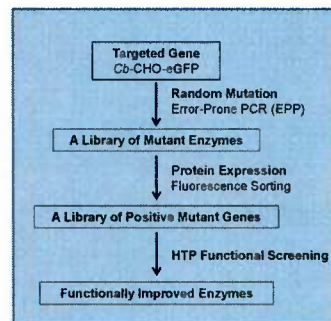 Targeted Gene
Cb-CHO-eGFP
Random Mutation
Error-Prone PCR (EPP)
A Library of Mutant Enzymes
Protein Expression
Fluorescence Sorting
A Library of Positive Mutant Genes
HTP Functional Screening
Functionally Improved Enzymes